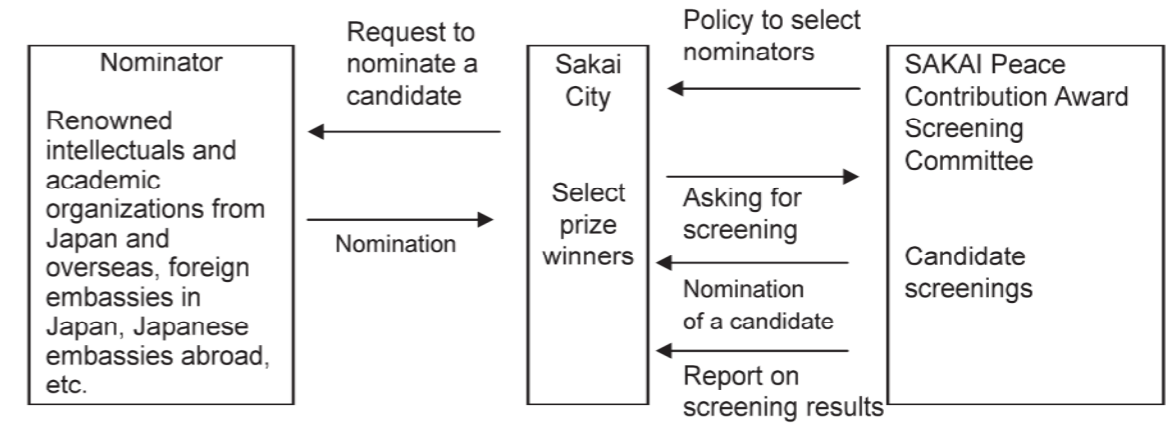 Nominator
Renowned
intellectuals and
academic
organizations from
Japan and
overseas, foreign
embassies in
Japan, Japanese
embassies abroad,
etc.
Request to
nominate a
candidate
Nomination
Sakai
City
Select
prize
winners
Policy to select
nominators
Asking for
screening
Nomination
of a candidate
Report on
screening results
SAKAI Peace
Contribution Award
Screening
Committee
Candidate
screenings